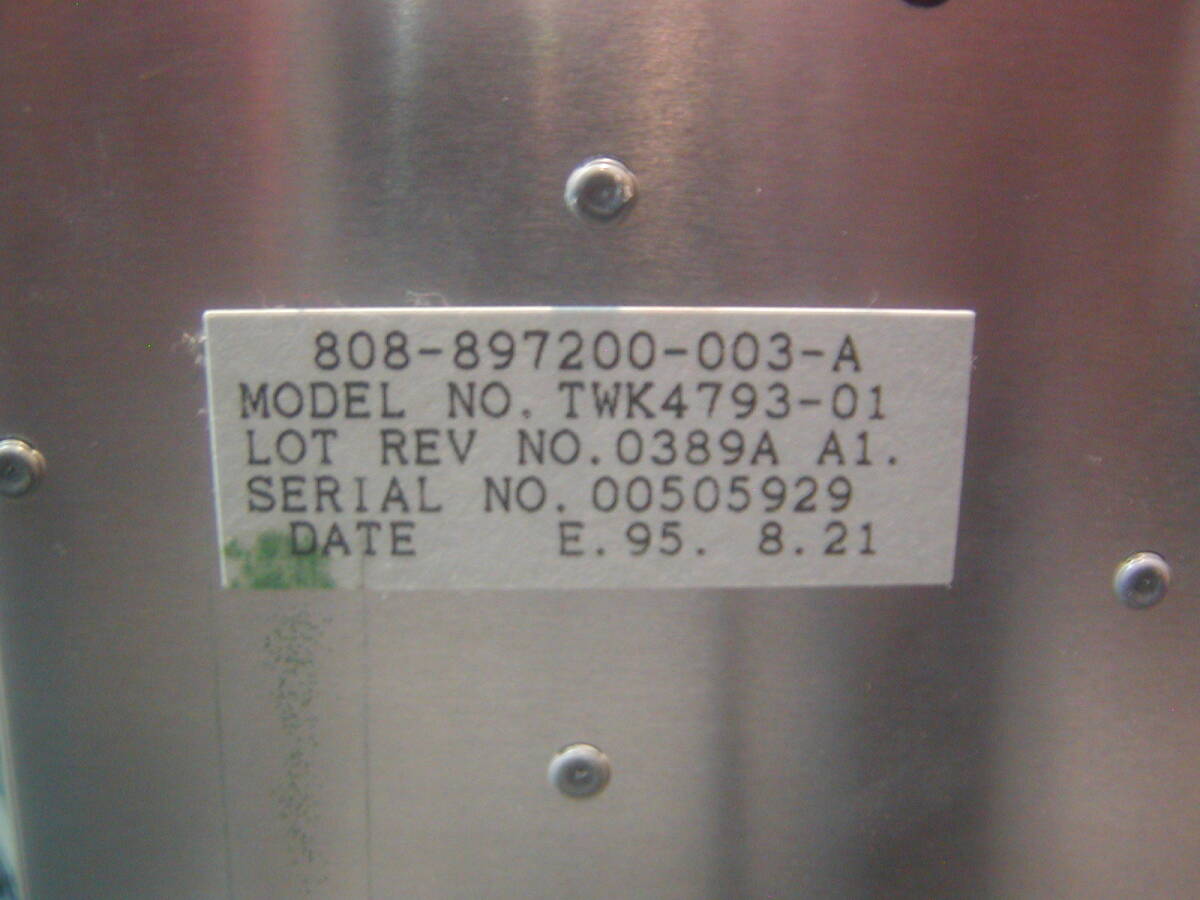 808-897200-003-A
MODEL NO. TWK4793-01
LOT REV NO.0389A A1.
SERIAL NO.00505929
DATE E.95. 8.21